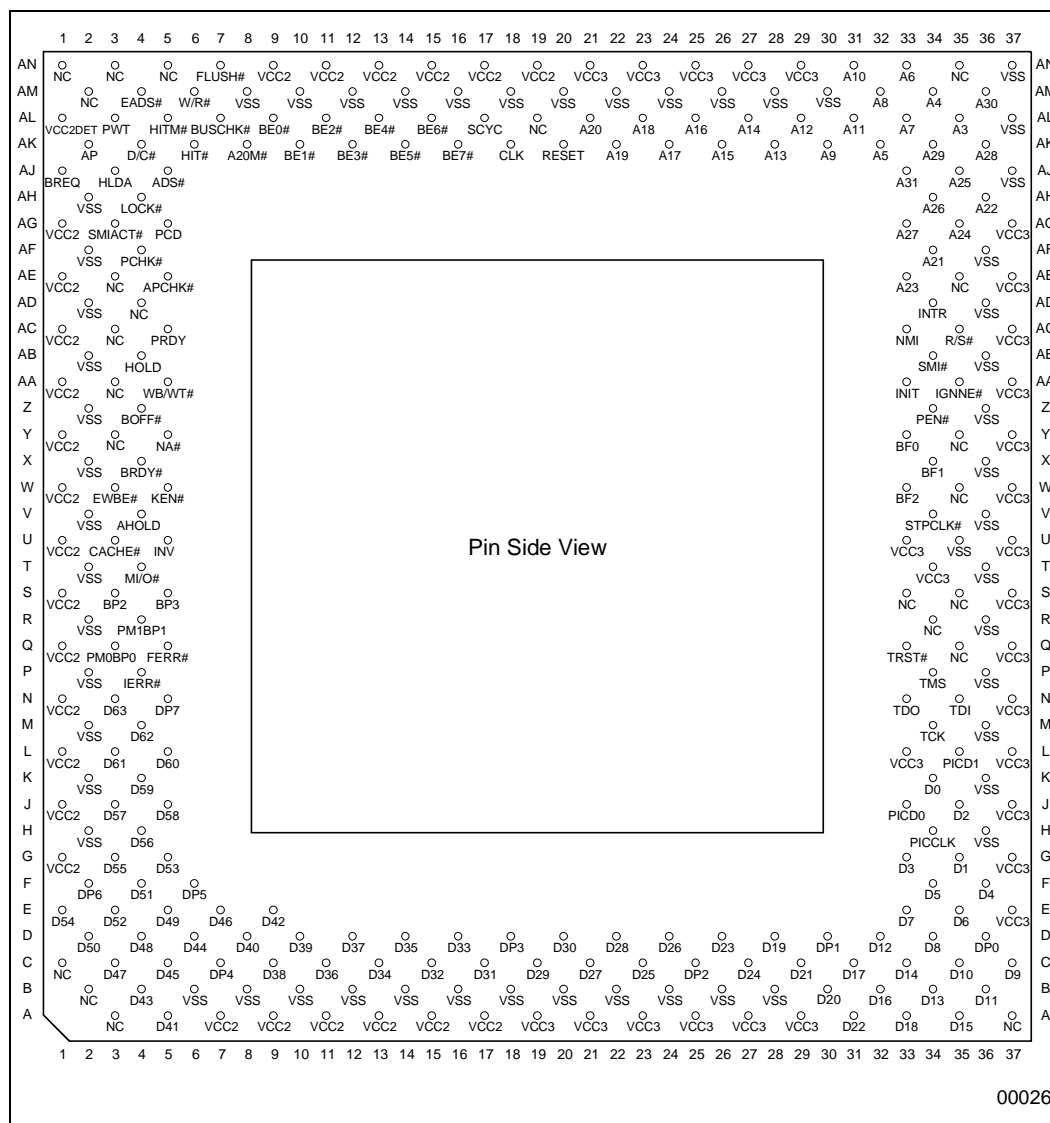 1 2 3 4 5 6 7 8 9 10 11 12 13 14 15 16 17 18 19 20 21 22 23 24 25 26 27 28 29 30 31 32 33 34 35 36 37
AN NC NC NC FLUSH# VCC2 VCC2 VCC2 VCC2 VCC2 VCC2 VCC3 VCC3 VCC3 VCC3 VCC3 A10 A6 NC VSS AN
AM NC EADS# W/R# VSS VSS VSS VSS VSS VSS VSS VSS VSS VSS VSS VSS A8 A4 A30 AM
AL VCC2DET PWT HITM# BUSCHK# BE0# BE2# BE4# BE6# SCYC NC A20 A18 A16 A14 A12 A11 A7 A3 VSS AL
AK AP D/C# HIT# A20M# BE1# BE3# BE5# BE7# CLK RESET A19 A17 A15 A13 A9 A5 A29 A28 AK
AJ BREQ HLDA ADS# A31 A25 VSS AJ
AH VSS LOCK# A26 A22 AH
AG VCC2 SMIACT# PCD A27 A24 VCC3 AG
AF VSS PCHK# A21 VSS AF
AE VCC2 NC APCHK# A23 NC VCC3 AE
AD VSS NC INTR VSS AD
AC VCC2 NC PRDY NMI R/S# VCC3 AC
AB VSS HOLD SMI# VSS AB
AA VCC2 NC WB/WT# INIT IGNNE# VCC3 AA
Z VSS BOFF# PEN# VSS Z
Y VCC2 NC NA# BF0 NC VCC3 Y
X VSS BRDY# BF1 VSS X
W VCC2 EWBE# KEN# BF2 NC VCC3 W
V VSS AHOLD STPCLK# VSS V
Pin Side View
U VCC2 CACHE# INV VCC3 VSS VCC3 U
T VSS MI/O# VCC3 VSS T
S VCC2 BP2 BP3 NC NC VCC3 S
R VSS PM1BP1 NC VSS R
Q VCC2 PM0BP0 FERR# TRST# NC VCC3 Q
P VSS IERR# TMS VSS P
N VCC2 D63 DP7 TDO TDI VCC3 N
M VSS D62 TCK VSS M
L VCC2 D61 D60 VCC3 PICD1 VCC3 L
K VSS D59 D0 VSS K
J VCC2 D57 D58 PICD0 D2 VCC3 J
H VSS D56 PICCLK VSS H
G VCC2 D55 D53 D3 D1 VCC3 G
F DP6 D51 DP5 D5 D4 F
E D54 D52 D49 D46 D42 D7 D6 VCC3 E
D D50 D48 D44 D40 D39 D37 D35 D33 DP3 D30 D28 D26 D23 D19 DP1 D12 D8 DP0 D
C NC D47 D45 DP4 D38 D36 D34 D32 D31 D29 D27 D25 DP2 D24 D21 D17 D14 D10 D9 C
B NC D43 VSS VSS VSS VSS VSS VSS VSS VSS VSS VSS VSS VSS D20 D16 D13 D11 B
A NC D41 VCC2 VCC2 VCC2 VCC2 VCC2 VCC2 VCC3 VCC3 VCC3 VCC3 VCC3 VCC3 D22 D18 D15 NC A
1 2 3 4 5 6 7 8 9 10 11 12 13 14 15 16 17 18 19 20 21 22 23 24 25 26 27 28 29 30 31 32 33 34 35 36 37
00026